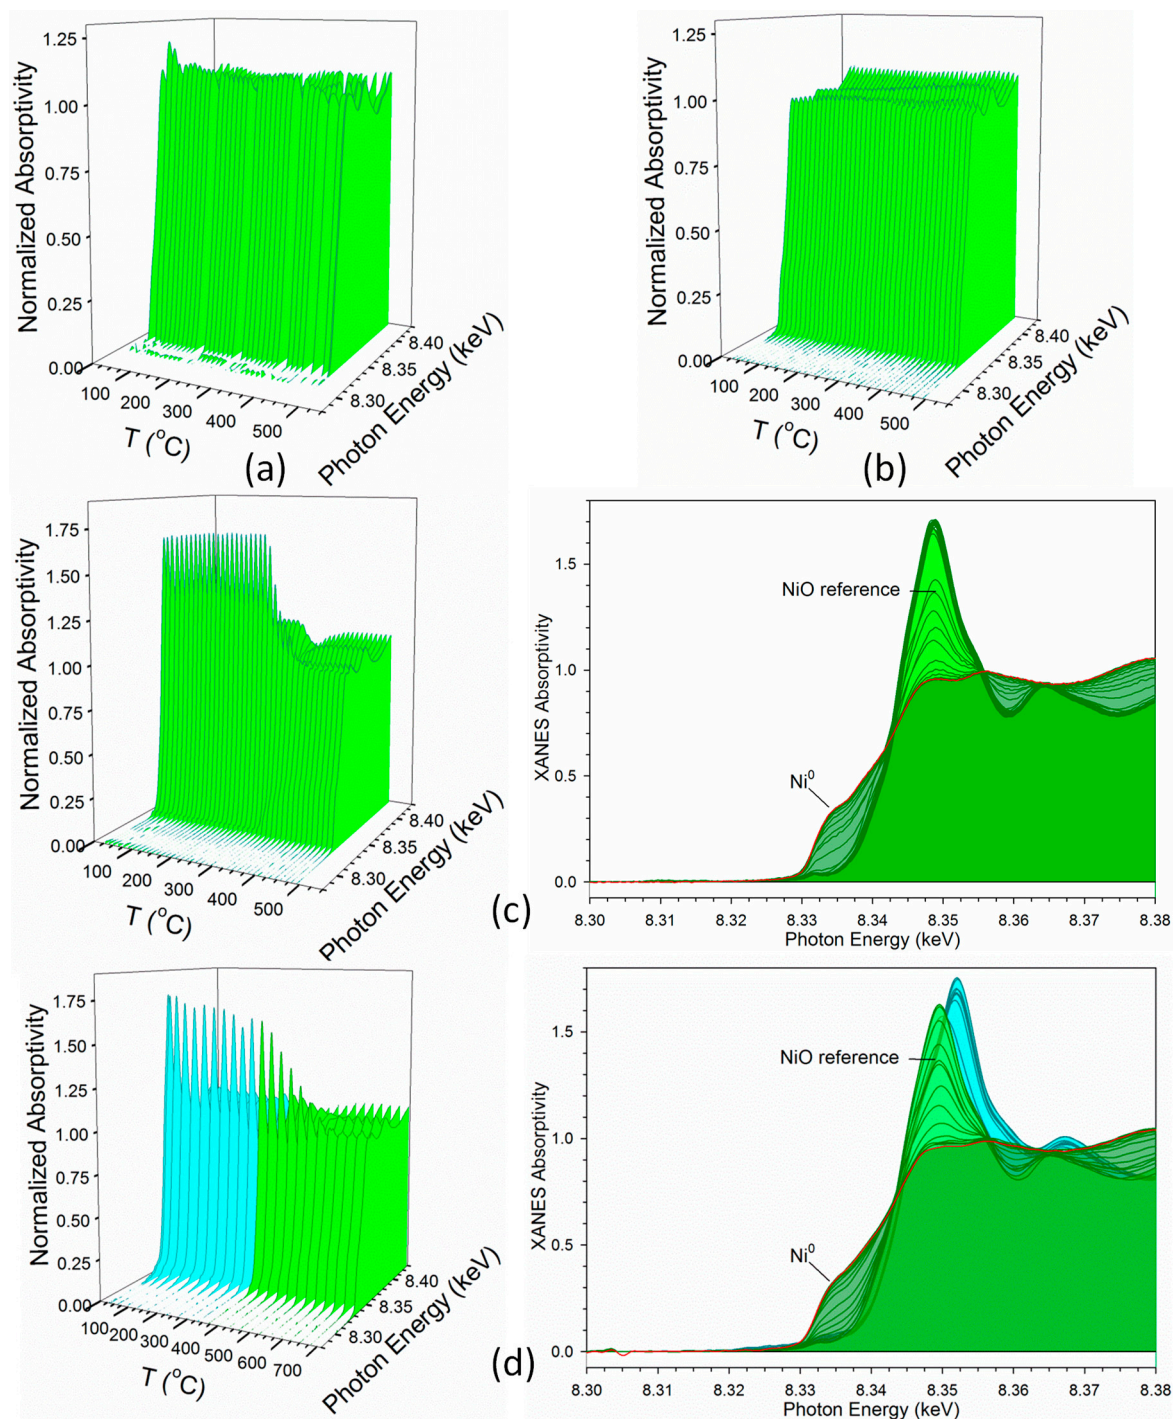 1.25
1.00
0.75
0.50
0.25
0.00
Normalized Absorptivity
100
200
300
400
500
T (°C)
8.30
8.35
8.40
Photon Energy (keV)
(a)
1.25
1.00
0.75
0.50
0.25
0.00
Normalized Absorptivity
100
200
300
400
500
T (°C)
8.30
8.35
8.40
Photon Energy (keV)
(b)
1.75
1.50
1.25
1.00
0.75
0.50
0.25
0.00
Normalized Absorptivity
100
200
300
400
500
T (°C)
8.30
8.35
8.40
Photon Energy (keV)
(c)
1.5
1.0
0.5
0.0
XANES Absorptivity
NiO reference
Ni⁰
8.30 8.31 8.32 8.33 8.34 8.35 8.36 8.37 8.38
Photon Energy (keV)
1.75
1.50
1.25
1.00
0.75
0.50
0.25
0.00
Normalized Absorptivity
100
200
300
400
500
600
700
T (°C)
8.30
8.35
8.40
Photon Energy (keV)
(d)
1.5
1.0
0.5
0.0
XANES Absorptivity
NiO reference
Ni⁰
8.30 8.31 8.32 8.33 8.34 8.35 8.36 8.37 8.38
Photon Energy (keV)